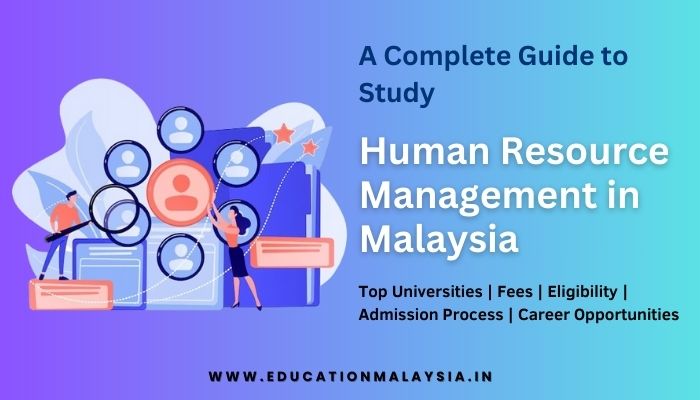 A Complete Guide to
Study
Human Resource
Management in
Malaysia
Top Universities | Fees | Eligibility |
Admission Process | Career Opportunities
WWW.EDUCATIONMALAYSIA.IN